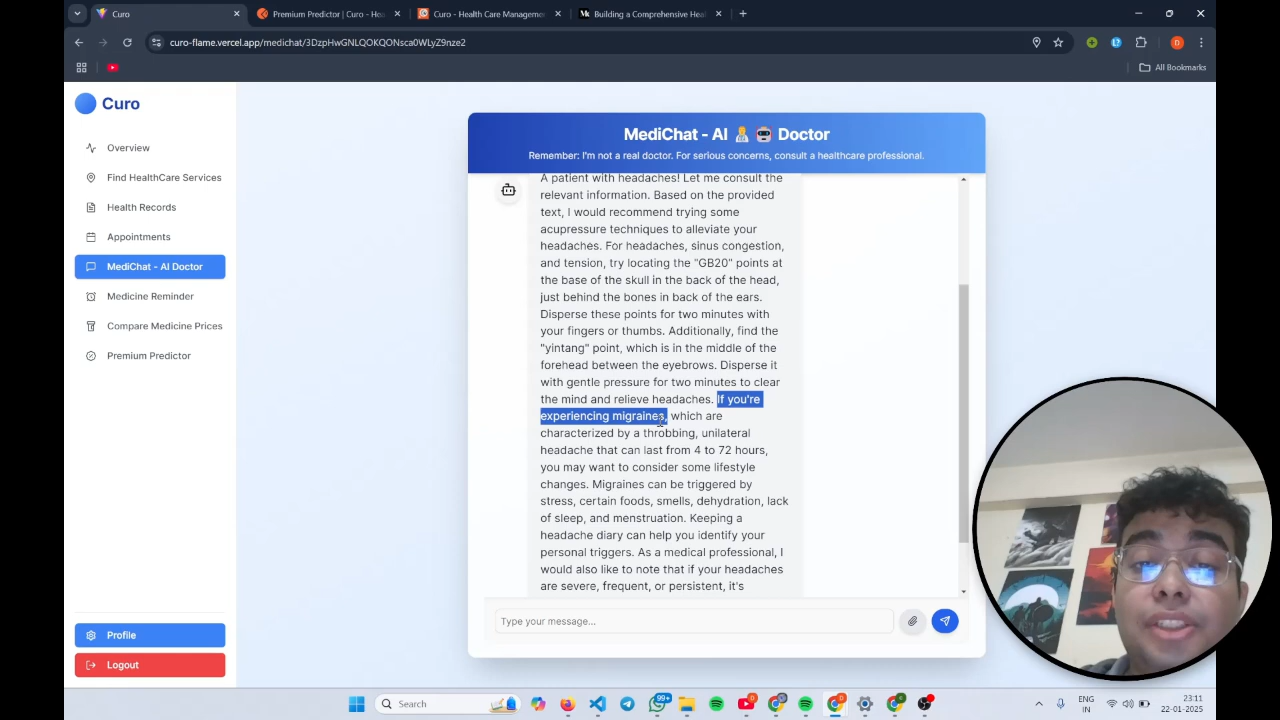 Curo
Premium Predictor | Curo - Hea
Curo - Health Care Manageme
Building a Comprehensive Heal
curo-flame.vercel.app/medichat/3DzpHwGNLQOKQONsca0WLyZ9nze2
All Bookmarks
Curo
Overview
Find HealthCare Services
Health Records
Appointments
MediChat - AI Doctor
Medicine Reminder
Compare Medicine Prices
Premium Predictor
Profile
Logout
MediChat - AI Doctor
Remember: I'm not a real doctor. For serious concerns, consult a healthcare professional.
A patient with headaches! Let me consult the
relevant information. Based on the provided
text, I would recommend trying some
acupressure techniques to alleviate your
headaches. For headaches, sinus congestion,
and tension, try locating the "GB20" points at
the base of the skull in the back of the head,
just behind the bones in back of the ears.
Disperse these points for two minutes with
your fingers or thumbs. Additionally, find the
"yintang" point, which is in the middle of the
forehead between the eyebrows. Disperse it
with gentle pressure for two minutes to clear
the mind and relieve headaches. If you're
experiencing migraines, which are
characterized by a throbbing, unilateral
headache that can last from 4 to 72 hours,
you may want to consider some lifestyle
changes. Migraines can be triggered by
stress, certain foods, smells, dehydration, lack
of sleep, and menstruation. Keeping a
headache diary can help you identify your
personal triggers. As a medical professional, I
would also like to note that if your headaches
are severe, frequent, or persistent, it's
Type your message...
Search
99+
ENG
IN
23:11
22-01-2025